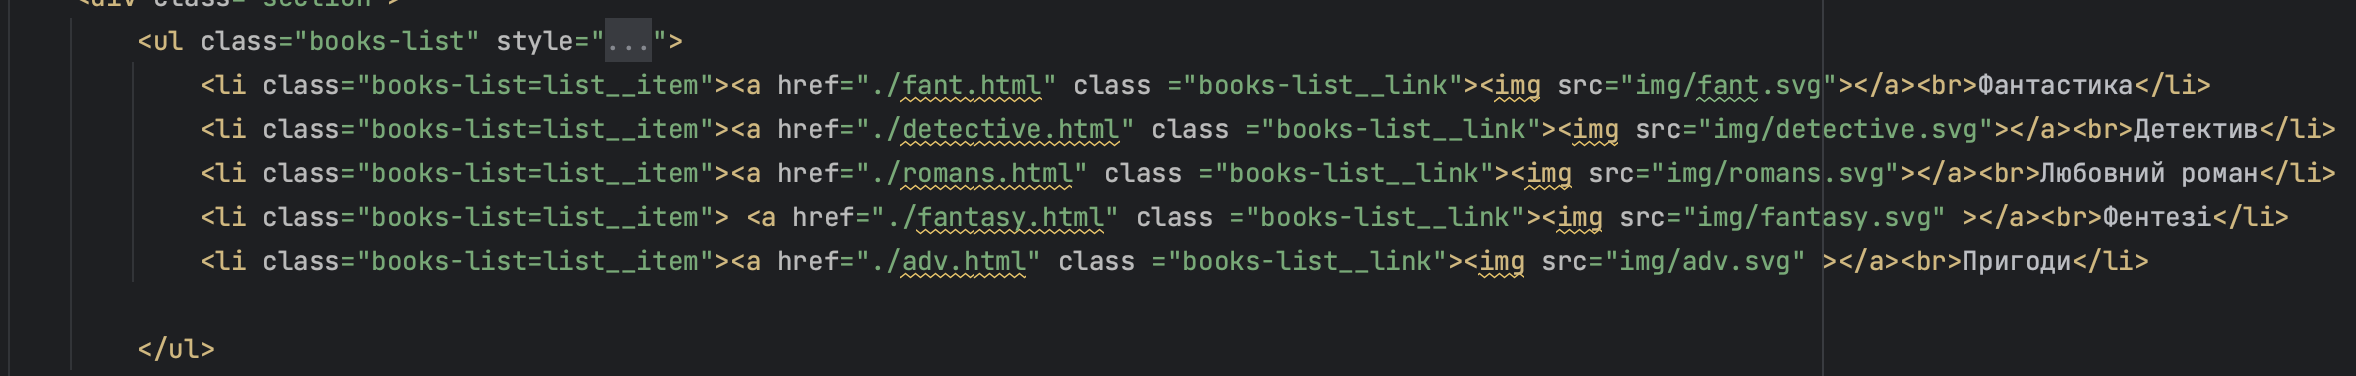 <div class="section">
<ul class="books-list" style="...">
<li class="books-list=list__item"><a href="./fant.html" class ="books-list__link"><img src="img/fant.svg"></a><br>Фантастика</li>
<li class="books-list=list__item"><a href="./detective.html" class ="books-list__link"><img src="img/detective.svg"></a><br>Детектив</li>
<li class="books-list=list__item"><a href="./romans.html" class ="books-list__link"><img src="img/romans.svg"></a><br>Любовний роман</li>
<li class="books-list=list__item"> <a href="./fantasy.html" class ="books-list__link"><img src="img/fantasy.svg" ></a><br>Фентезі</li>
<li class="books-list=list__item"><a href="./adv.html" class ="books-list__link"><img src="img/adv.svg" ></a><br>Пригоди</li>
</ul>